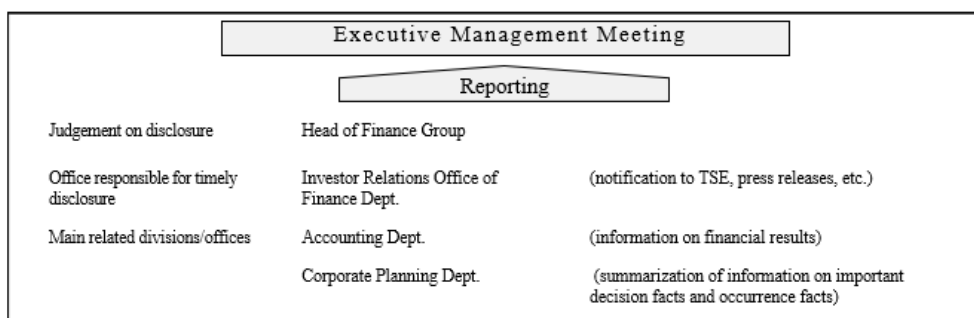 Executive Management Meeting
Reporting
Judgement on disclosure Head of Finance Group
Office responsible for timely Investor Relations Office of (notification to TSE, press releases, etc.)
disclosure Finance Dept.
Main related divisions/offices Accounting Dept. (information on financial results)
Corporate Planning Dept. (summarization of information on important
decision facts and occurrence facts)